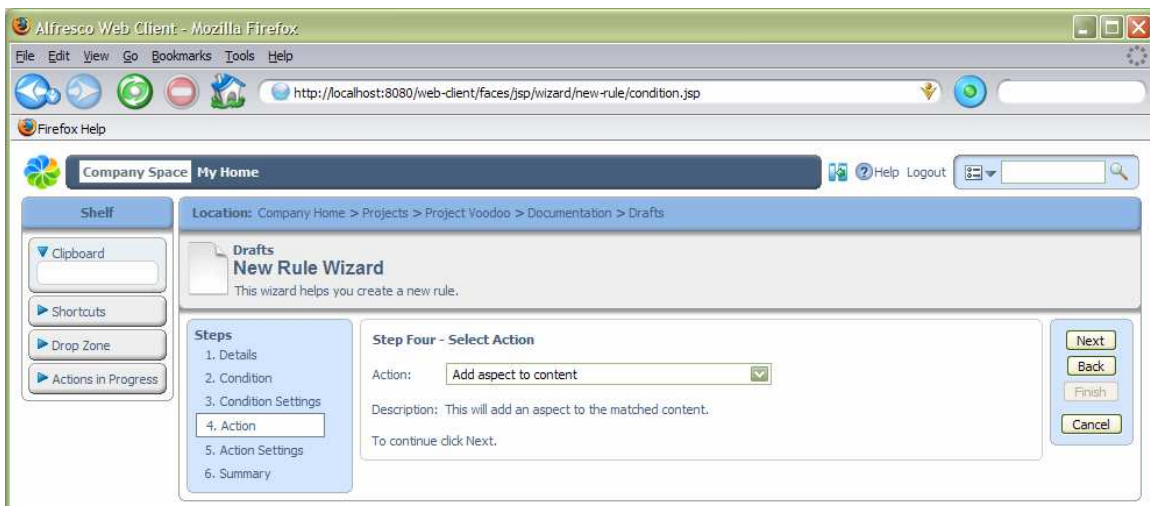 Alfresco Web Client - Mozilla Firefox
File Edit View Go Bookmarks Tools Help
http://localhost:8080/web-client/faces/jsp/wizard/new-rule/condition.jsp
Firefox Help
Company Space My Home
Help Logout
Shelf
Location: Company Home > Projects > Project Voodoo > Documentation > Drafts
Clipboard
Shortcuts
Drop Zone
Actions in Progress
Drafts
New Rule Wizard
This wizard helps you create a new rule.
Steps
1. Details
2. Condition
3. Condition Settings
4. Action
5. Action Settings
6. Summary
Step Four - Select Action
Action: Add aspect to content
Description: This will add an aspect to the matched content.
To continue click Next.
Next
Back
Finish
Cancel